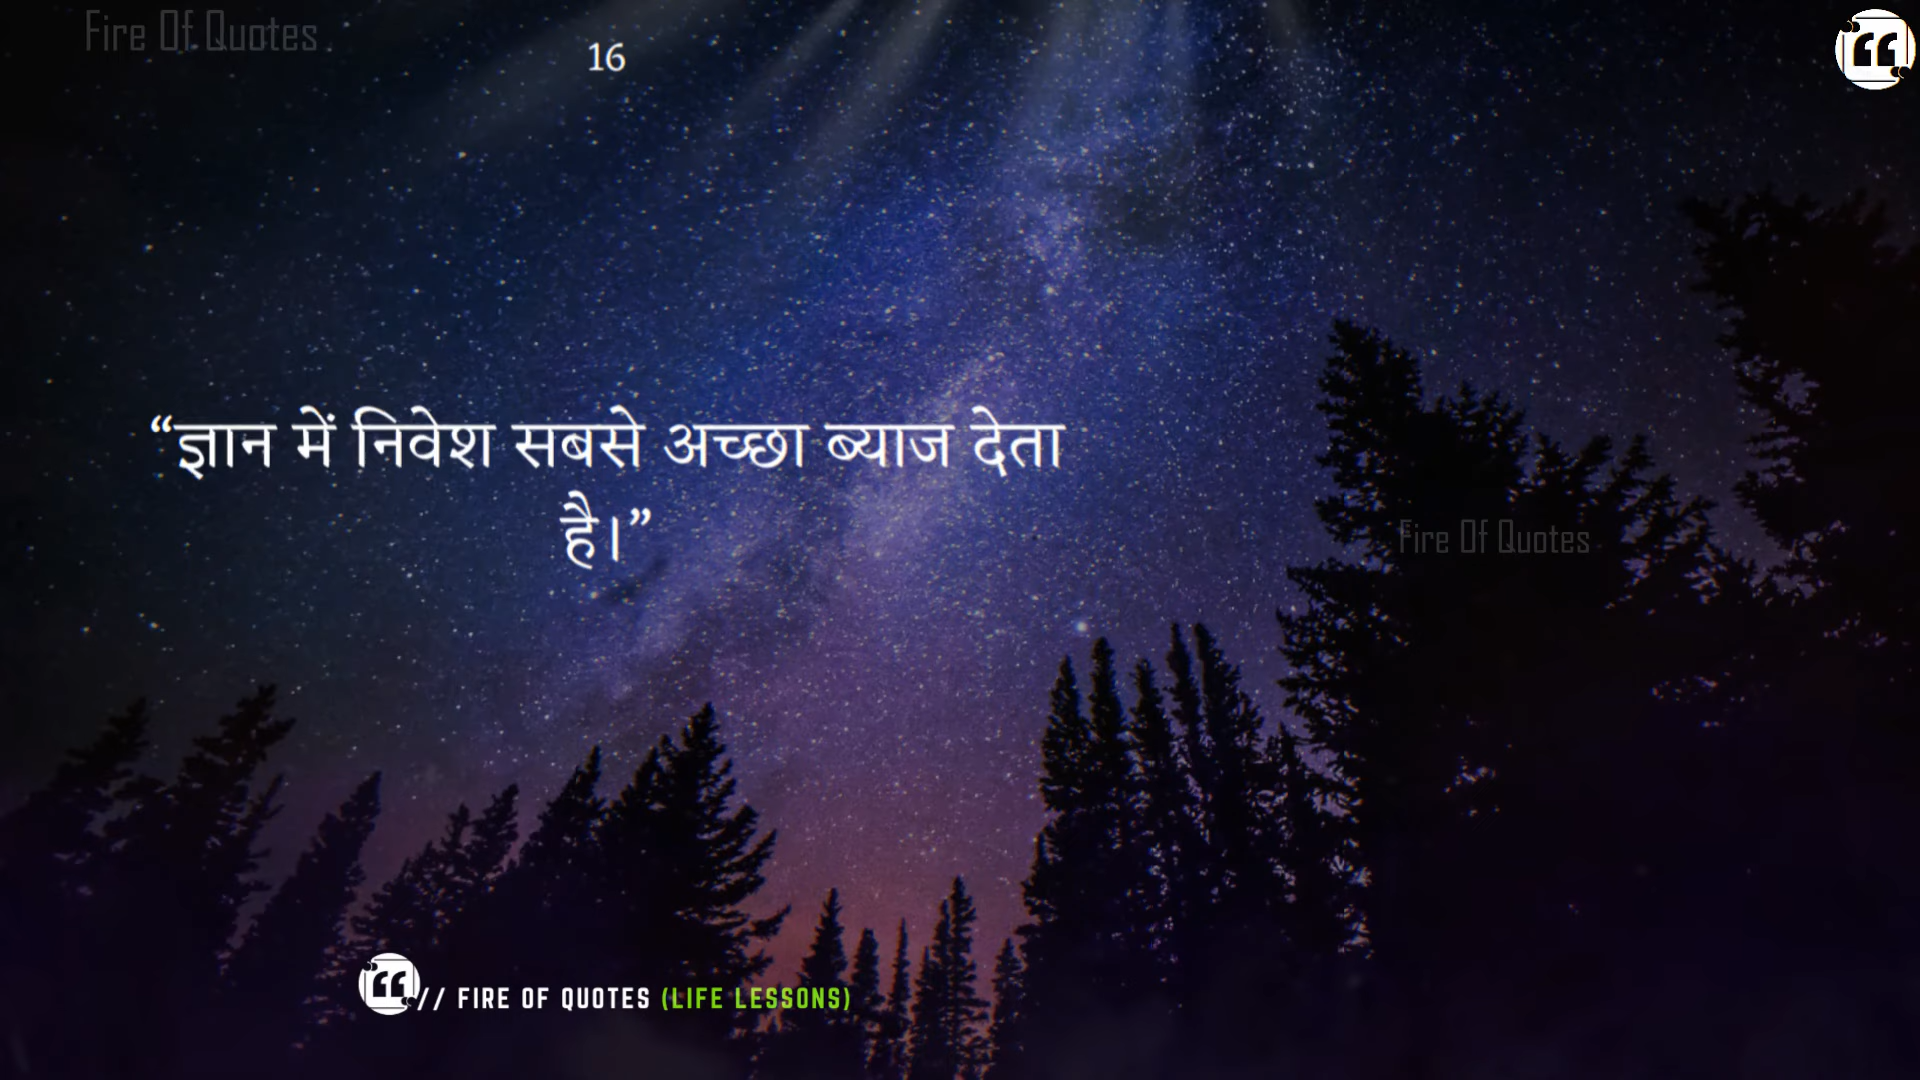 Fire Of Quotes
16
“ज्ञान में निवेश सबसे अच्छा ब्याज देता
है।”
Fire Of Quotes
// FIRE OF QUOTES (LIFE LESSONS)